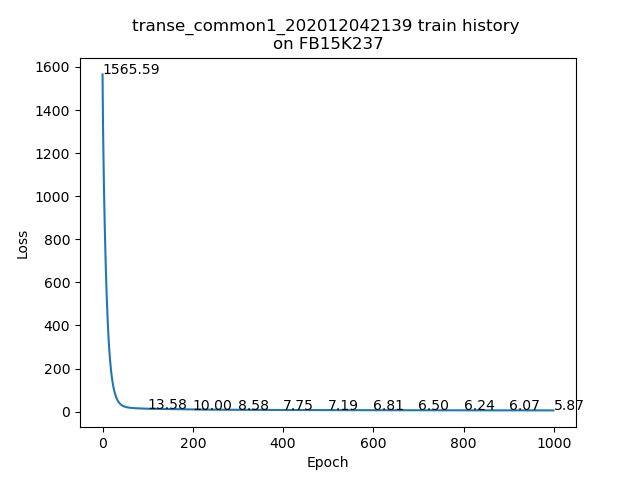 transe_common1_202012042139 train history
on FB15K237
1600
1400
1200
1000
800
600
400
200
0
Loss
1565.59
13.58 10.00 8.58 7.75 7.19 6.81 6.50 6.24 6.07 5.87
0 200 400 600 800 1000
Epoch